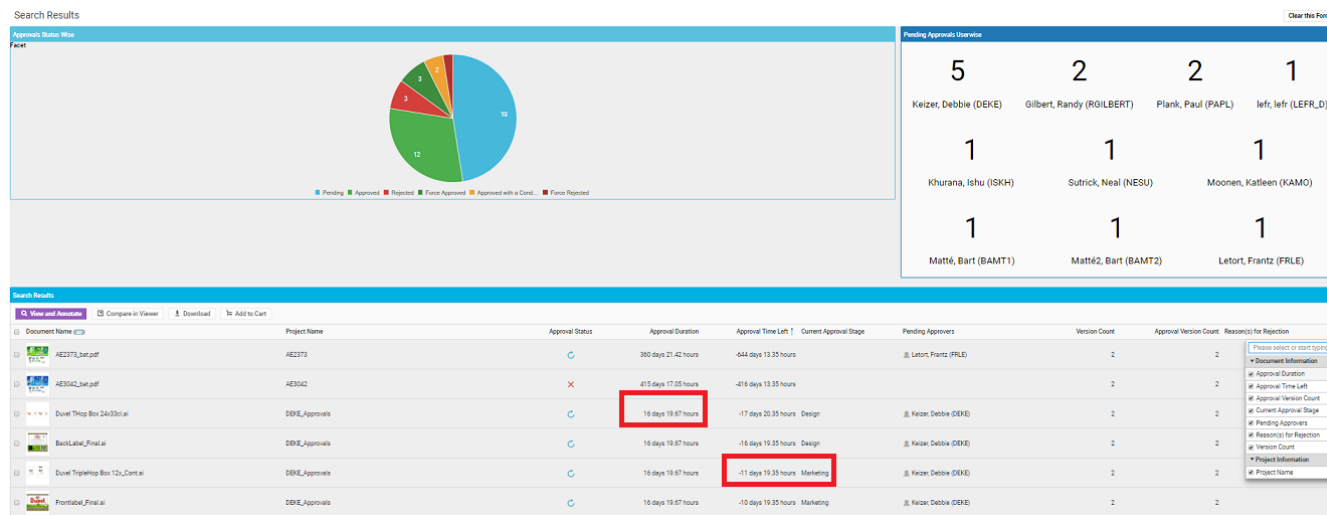 Search Results
Clear this For
Approvals Status Wise
Facet
19
12
3
3
2
Pending Approved Rejected Force Approved Approved with a Cond... Force Rejected
Pending Approvals Userwise
5 2 2 1
Keizer, Debbie (DEKE) Gilbert, Randy (RGILBERT) Plank, Paul (PAPL) lefr, lefr (LEFR_D)
1 1 1
Khurana, Ishu (ISKH) Sutrick, Neal (NESU) Moonen, Katleen (KAMO)
1 1 1
Matté, Bart (BAMT1) Matté2, Bart (BAMT2) Letort, Frantz (FRLE)
Search Results
View and Annotate Compare in Viewer Download Add to Cart
Document Name Project Name Approval Status Approval Duration Approval Time Left ↑ Current Approval Stage Pending Approvers Version Count Approval Version Count Reason(s) for Rejection
AE2373_bat.pdf AE2373 360 days 21.42 hours -644 days 13.35 hours Letort, Frantz (FRLE) 2 2
AE3042_bat.pdf AE3042 415 days 17.05 hours -416 days 13.35 hours 2 2
Duvel THop Box 24x33cl.ai DEKE_Approvals 16 days 19.67 hours -17 days 20.35 hours Design Keizer, Debbie (DEKE) 2 2
BackLabel_Final.ai DEKE_Approvals 16 days 19.67 hours -16 days 19.35 hours Design Keizer, Debbie (DEKE) 2 2
Duvel TripleHop Box 12x_Cont.ai DEKE_Approvals 16 days 19.67 hours -11 days 19.35 hours Marketing Keizer, Debbie (DEKE) 2 2
Frontlabel_Final.ai DEKE_Approvals 16 days 19.67 hours -10 days 19.35 hours Marketing Keizer, Debbie (DEKE) 2 2
Please select or start typing
Document Information
Approval Duration
Approval Time Left
Approval Version Count
Current Approval Stage
Pending Approvers
Reason(s) for Rejection
Version Count
Project Information
Project Name